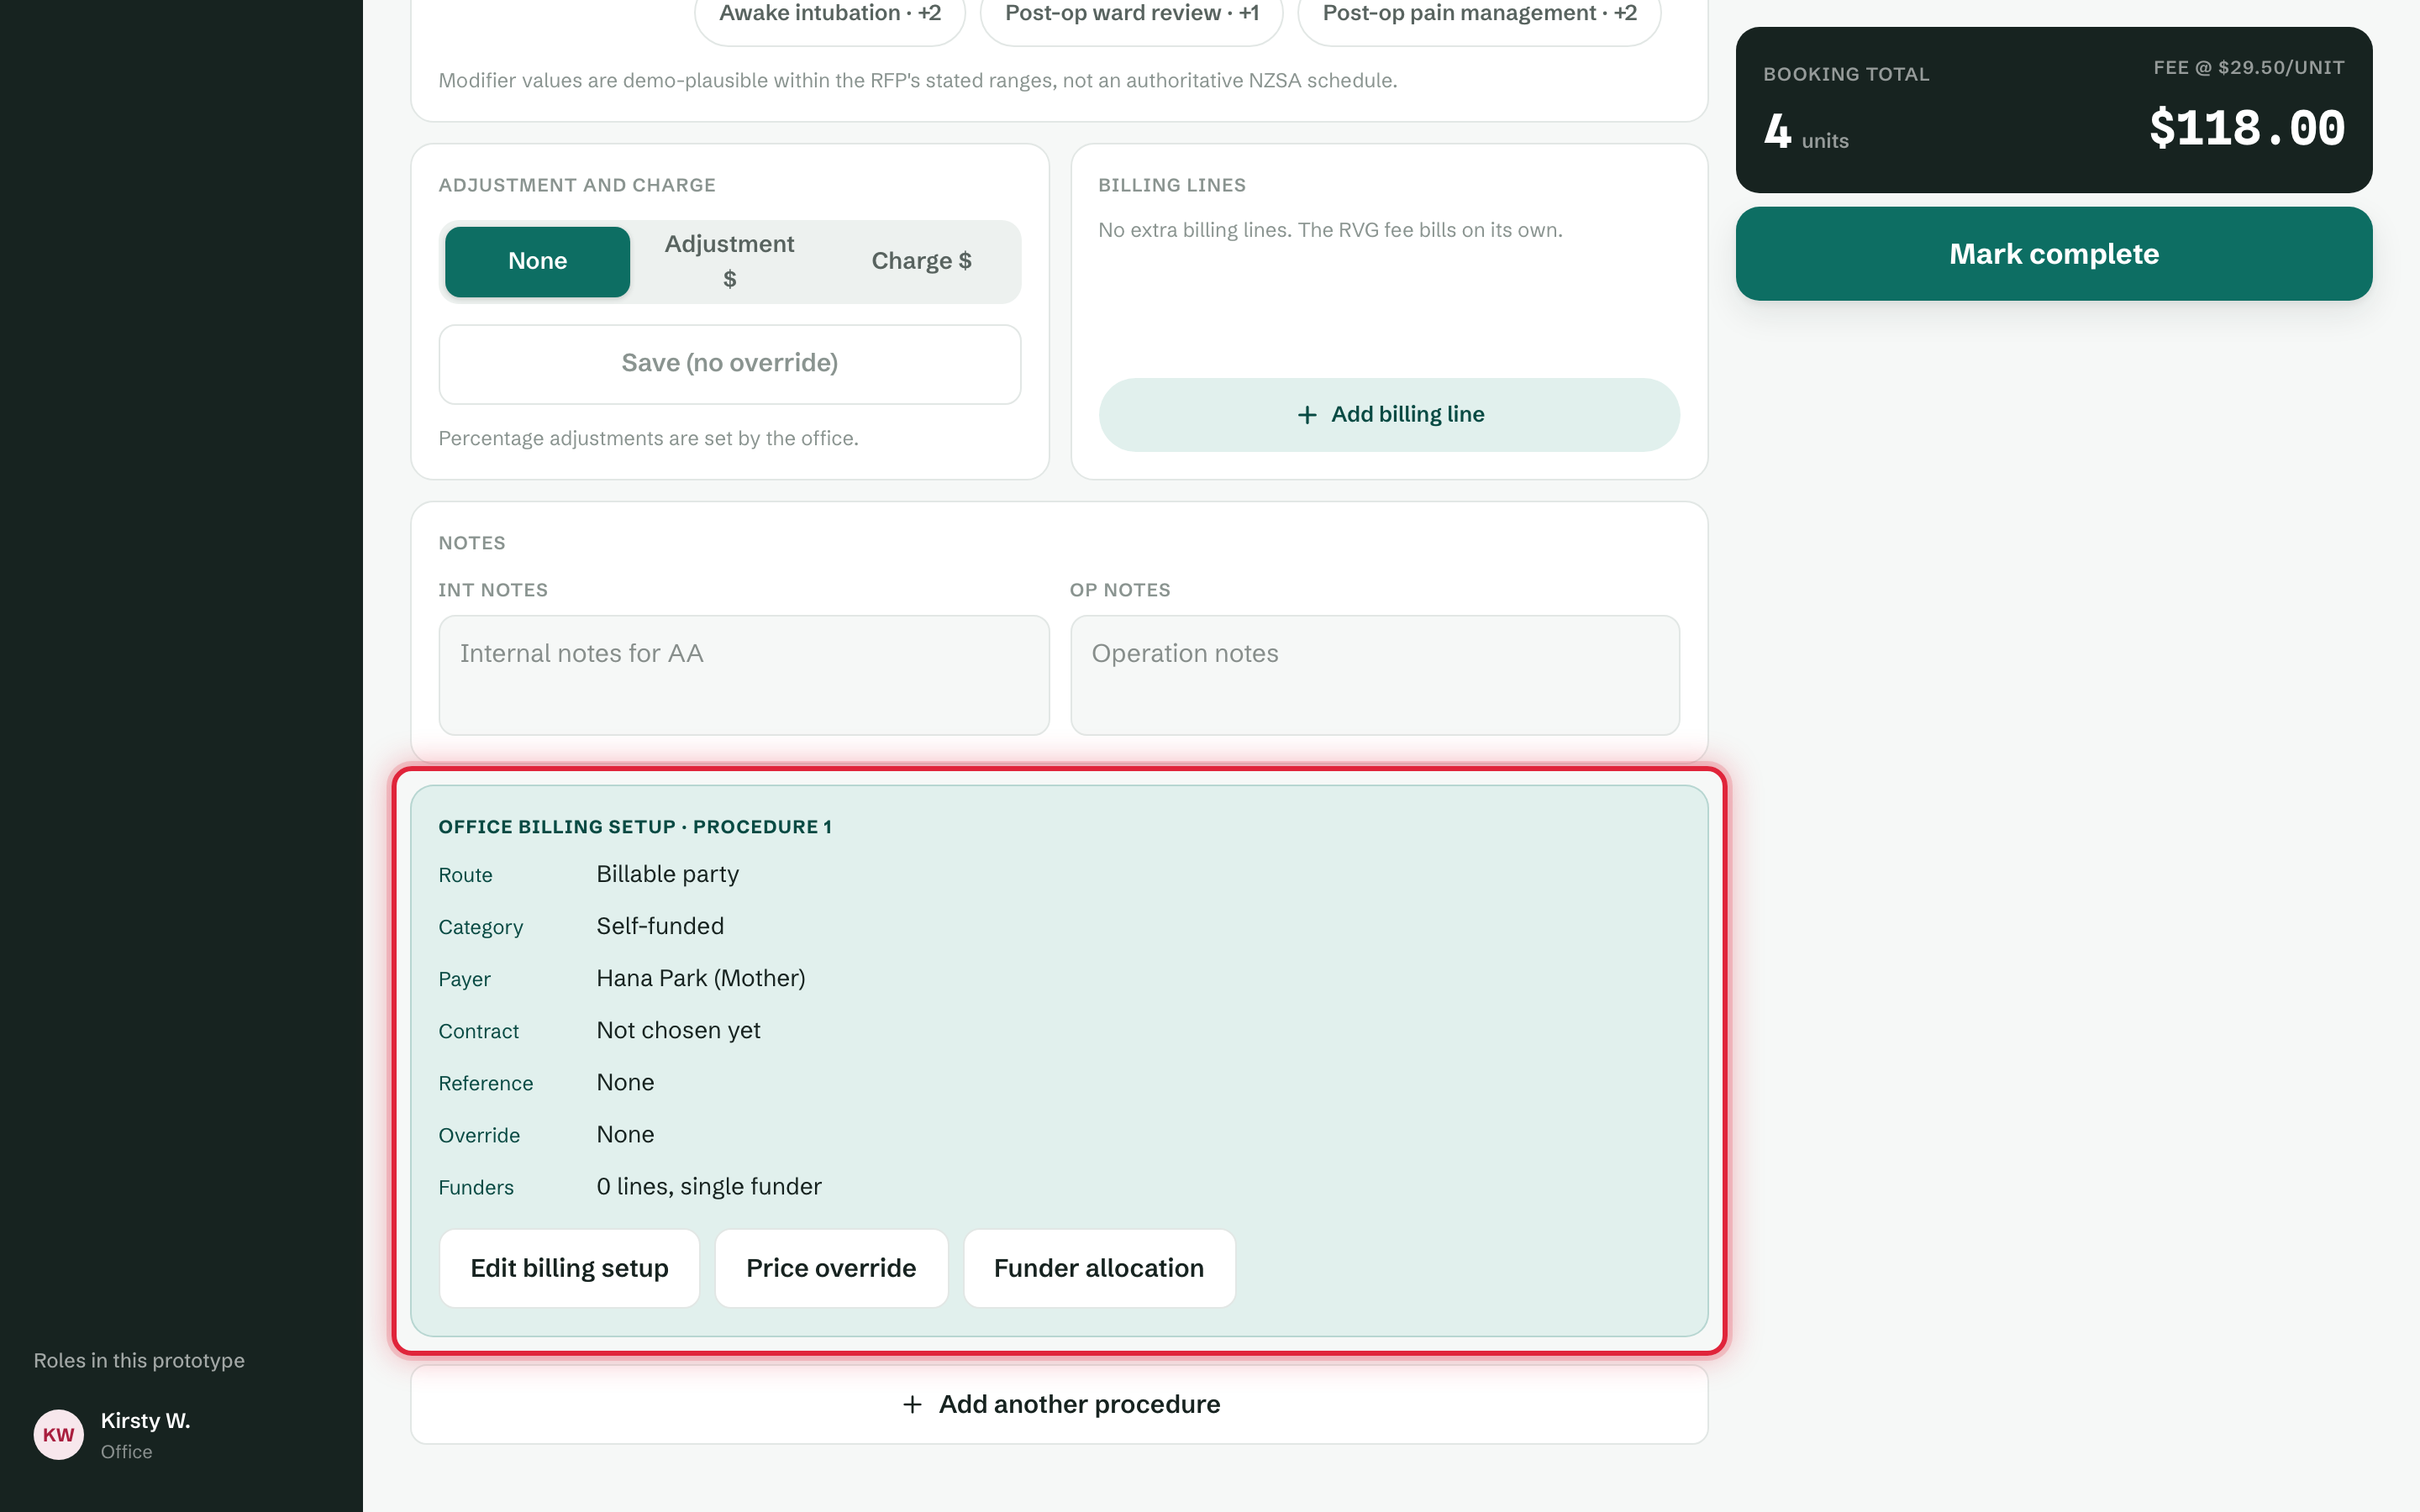 Awake intubation · +2
Post-op ward review · +1
Post-op pain management · +2
Modifier values are demo-plausible within the RFP's stated ranges, not an authoritative NZSA schedule.
ADJUSTMENT AND CHARGE
None
Adjustment
$
Charge $
Save (no override)
Percentage adjustments are set by the office.
BILLING LINES
No extra billing lines. The RVG fee bills on its own.
+ Add billing line
NOTES
INT NOTES
Internal notes for AA
OP NOTES
Operation notes
OFFICE BILLING SETUP · PROCEDURE 1
Route Billable party
Category Self-funded
Payer Hana Park (Mother)
Contract Not chosen yet
Reference None
Override None
Funders 0 lines, single funder
Edit billing setup
Price override
Funder allocation
+ Add another procedure
BOOKING TOTAL
4 units
FEE @ $29.50/UNIT
$118.00
Mark complete
Roles in this prototype
KW
Kirsty W.
Office